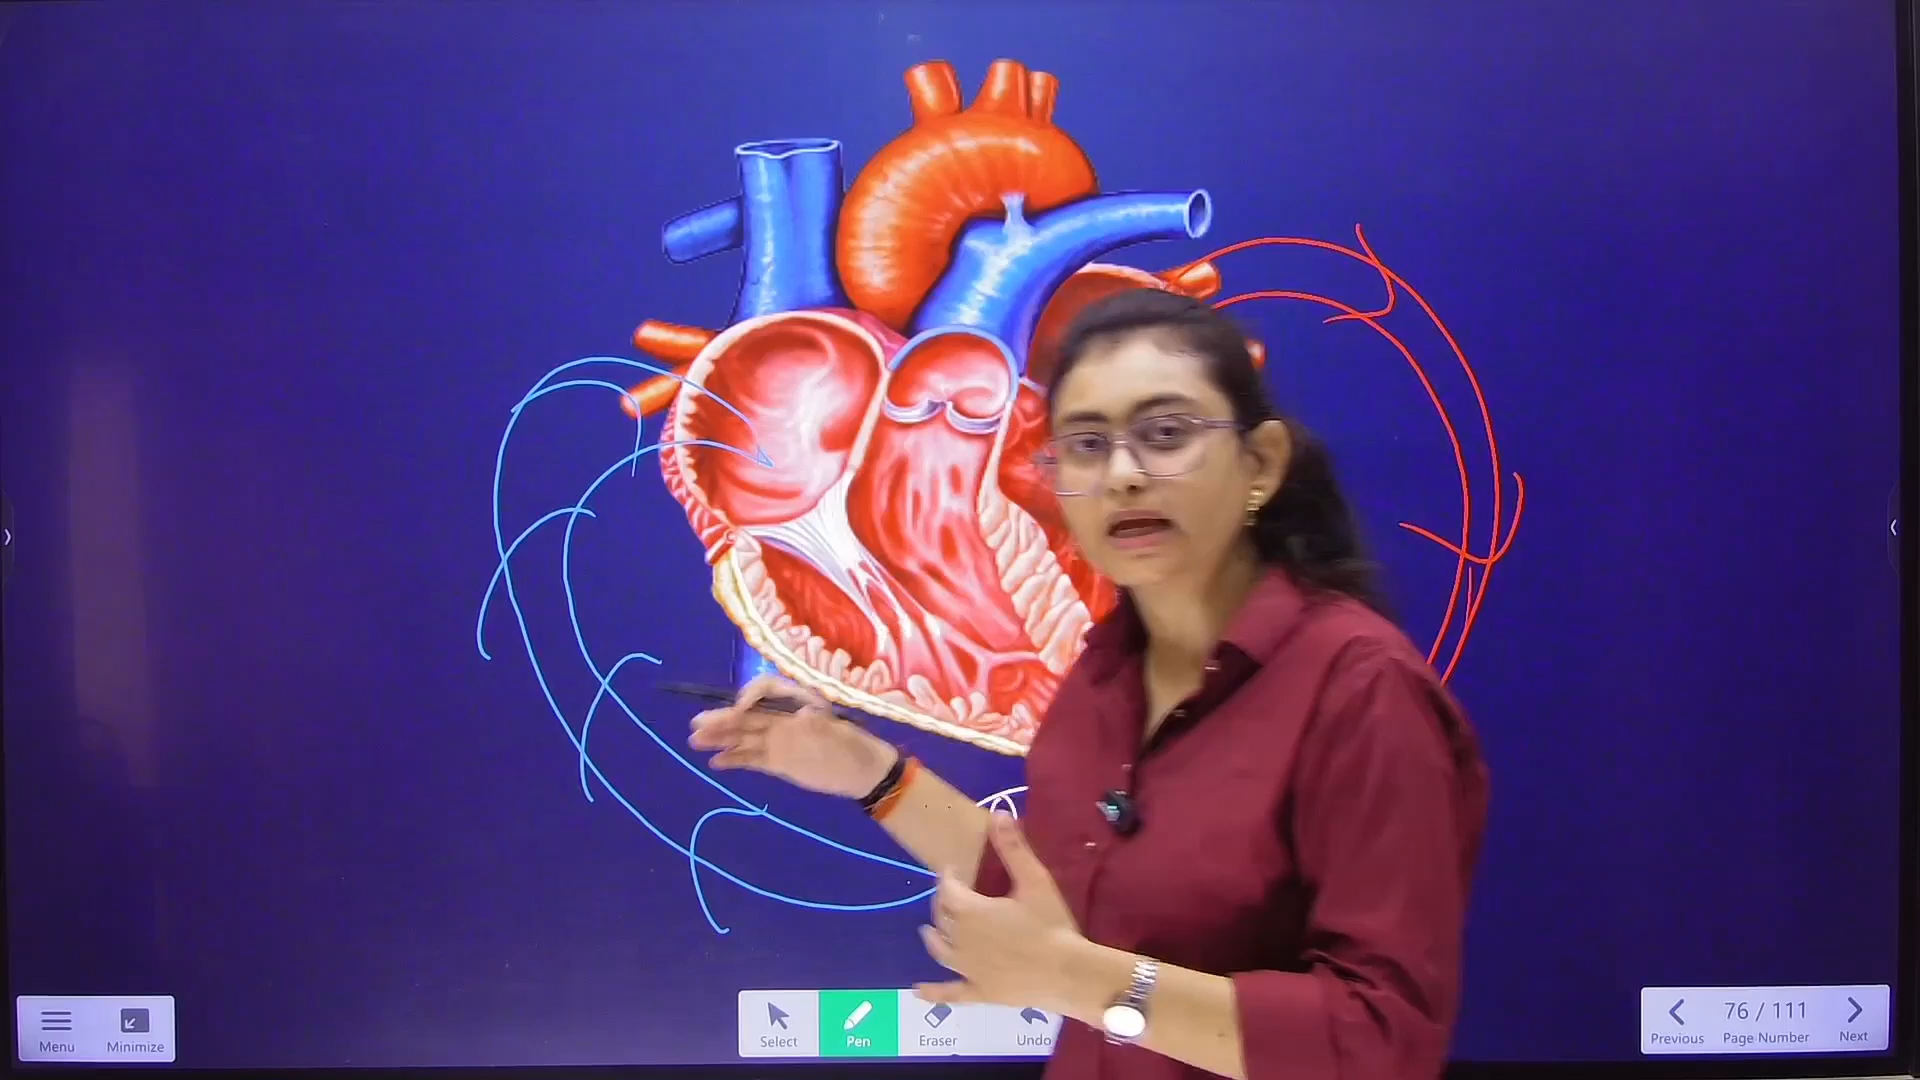 Menu
Minimize
Select
Pen
Eraser
Undo
76 / 111
Previous
Page Number
Next